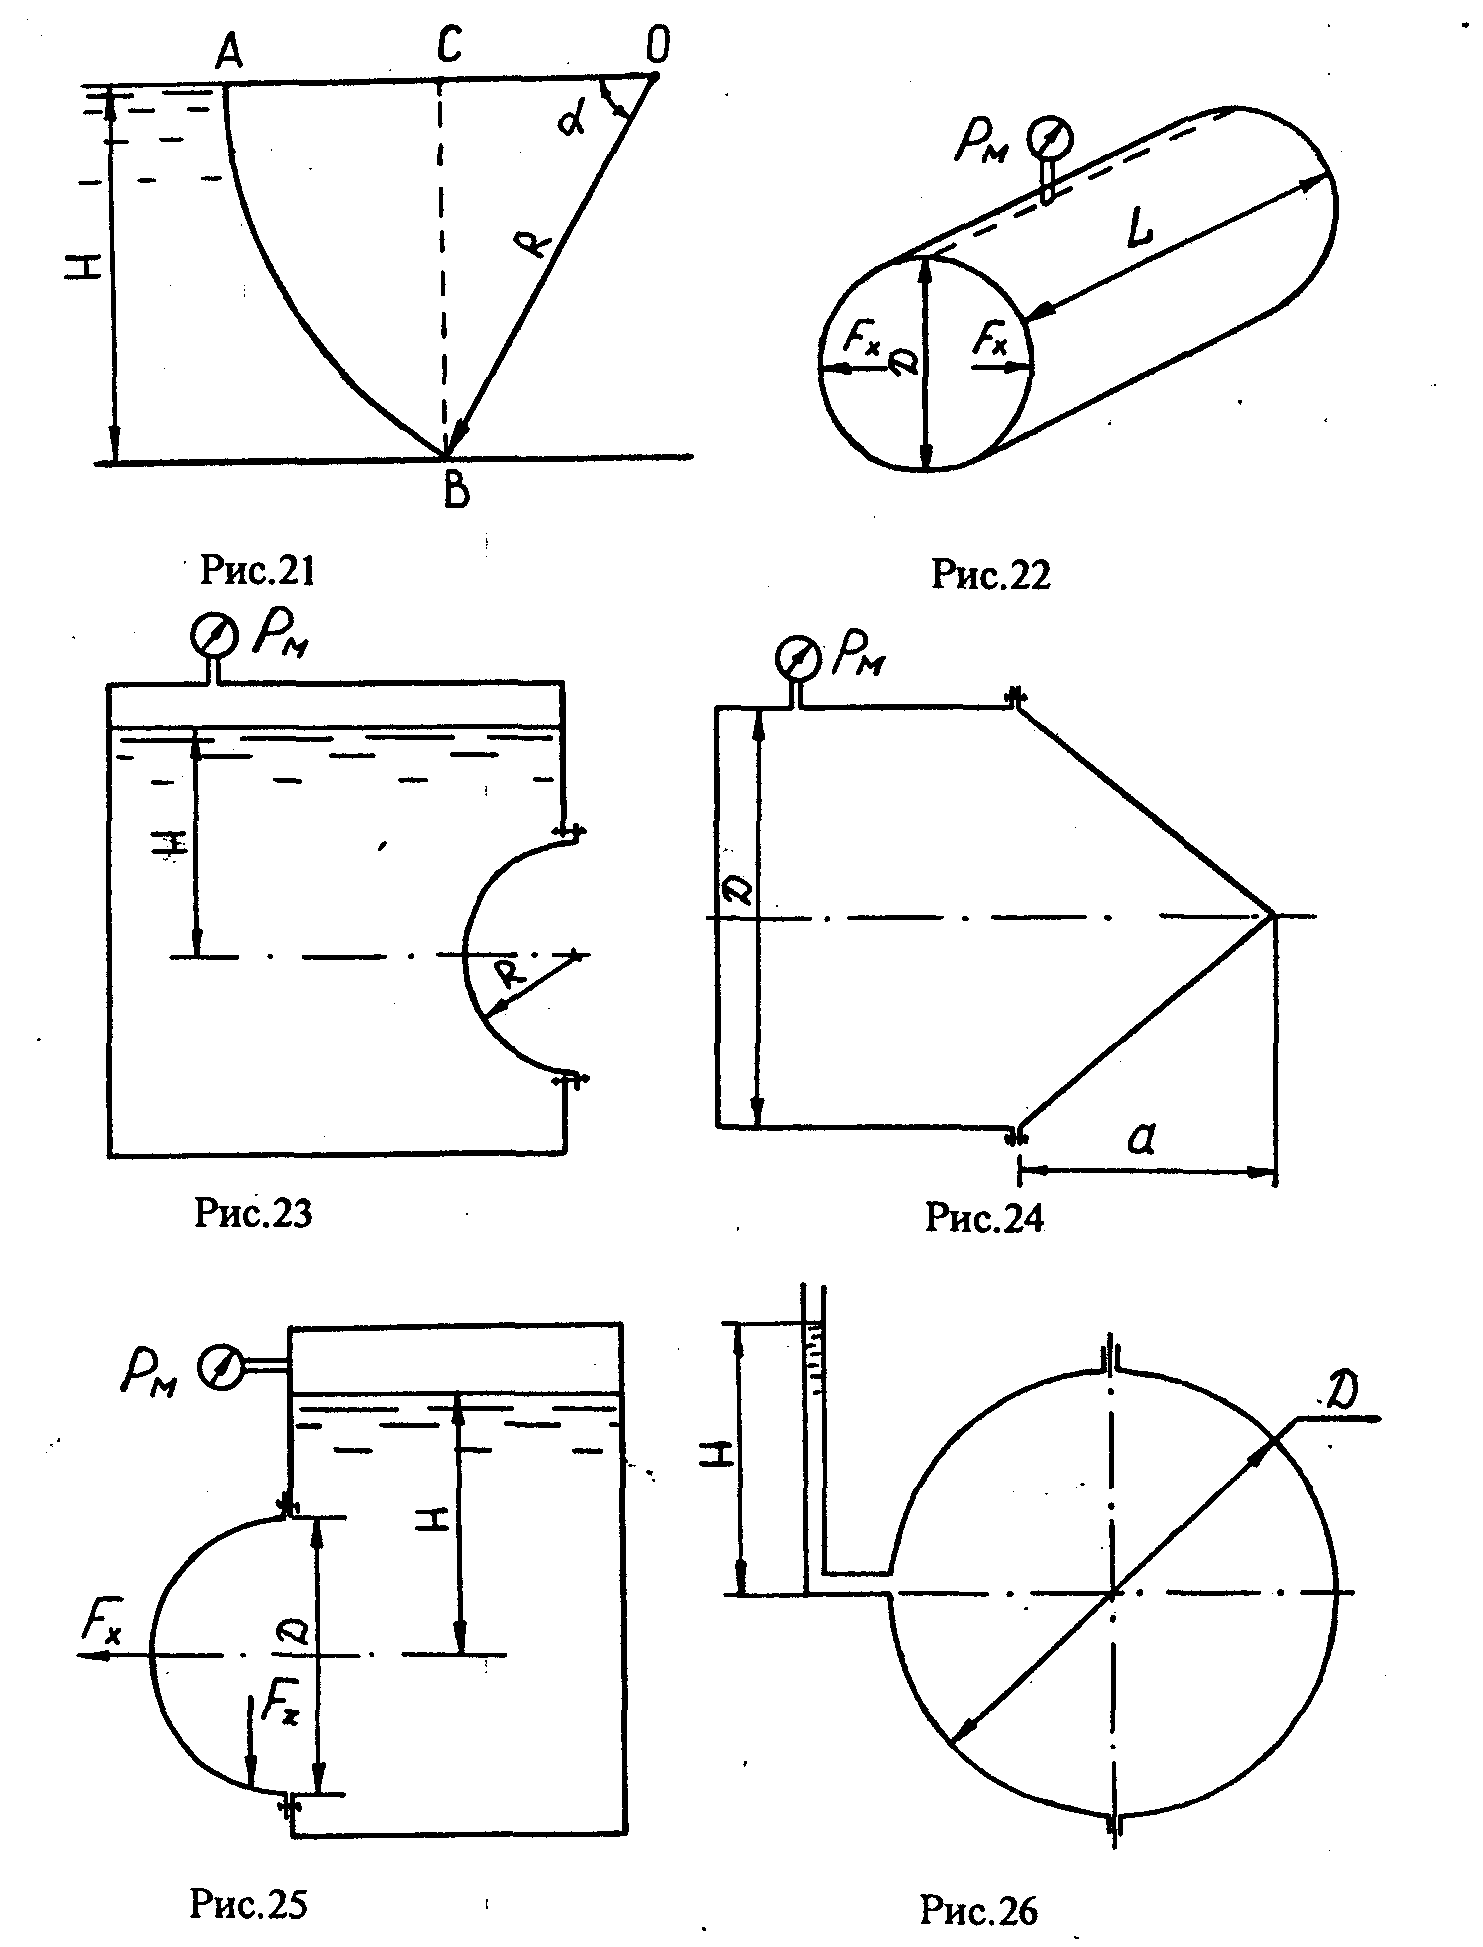 A C O
α
R
H
B
Рис.21
Pм
L
Fx Д Fx
Рис.22
Pм
H
R
Рис.23
Pм
Д
a
Рис.24
Pм
H
Fx
Д
Fz
Рис.25
H
Д
Рис.26